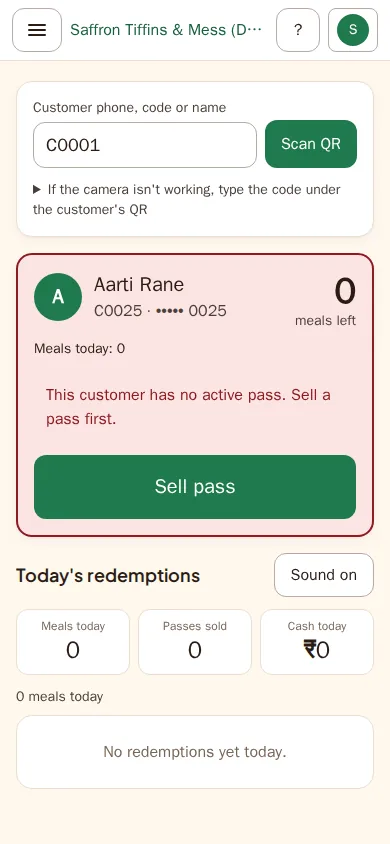 Saffron Tiffins & Mess (D···
?
S
Customer phone, code or name
C0001
Scan QR
▶ If the camera isn't working, type the code under
the customer's QR
A
Aarti Rane
C0025 · ••••• 0025
0
meals left
Meals today: 0
This customer has no active pass. Sell a
pass first.
Sell pass
Today's redemptions
Sound on
Meals today
0
Passes sold
0
Cash today
₹0
0 meals today
No redemptions yet today.